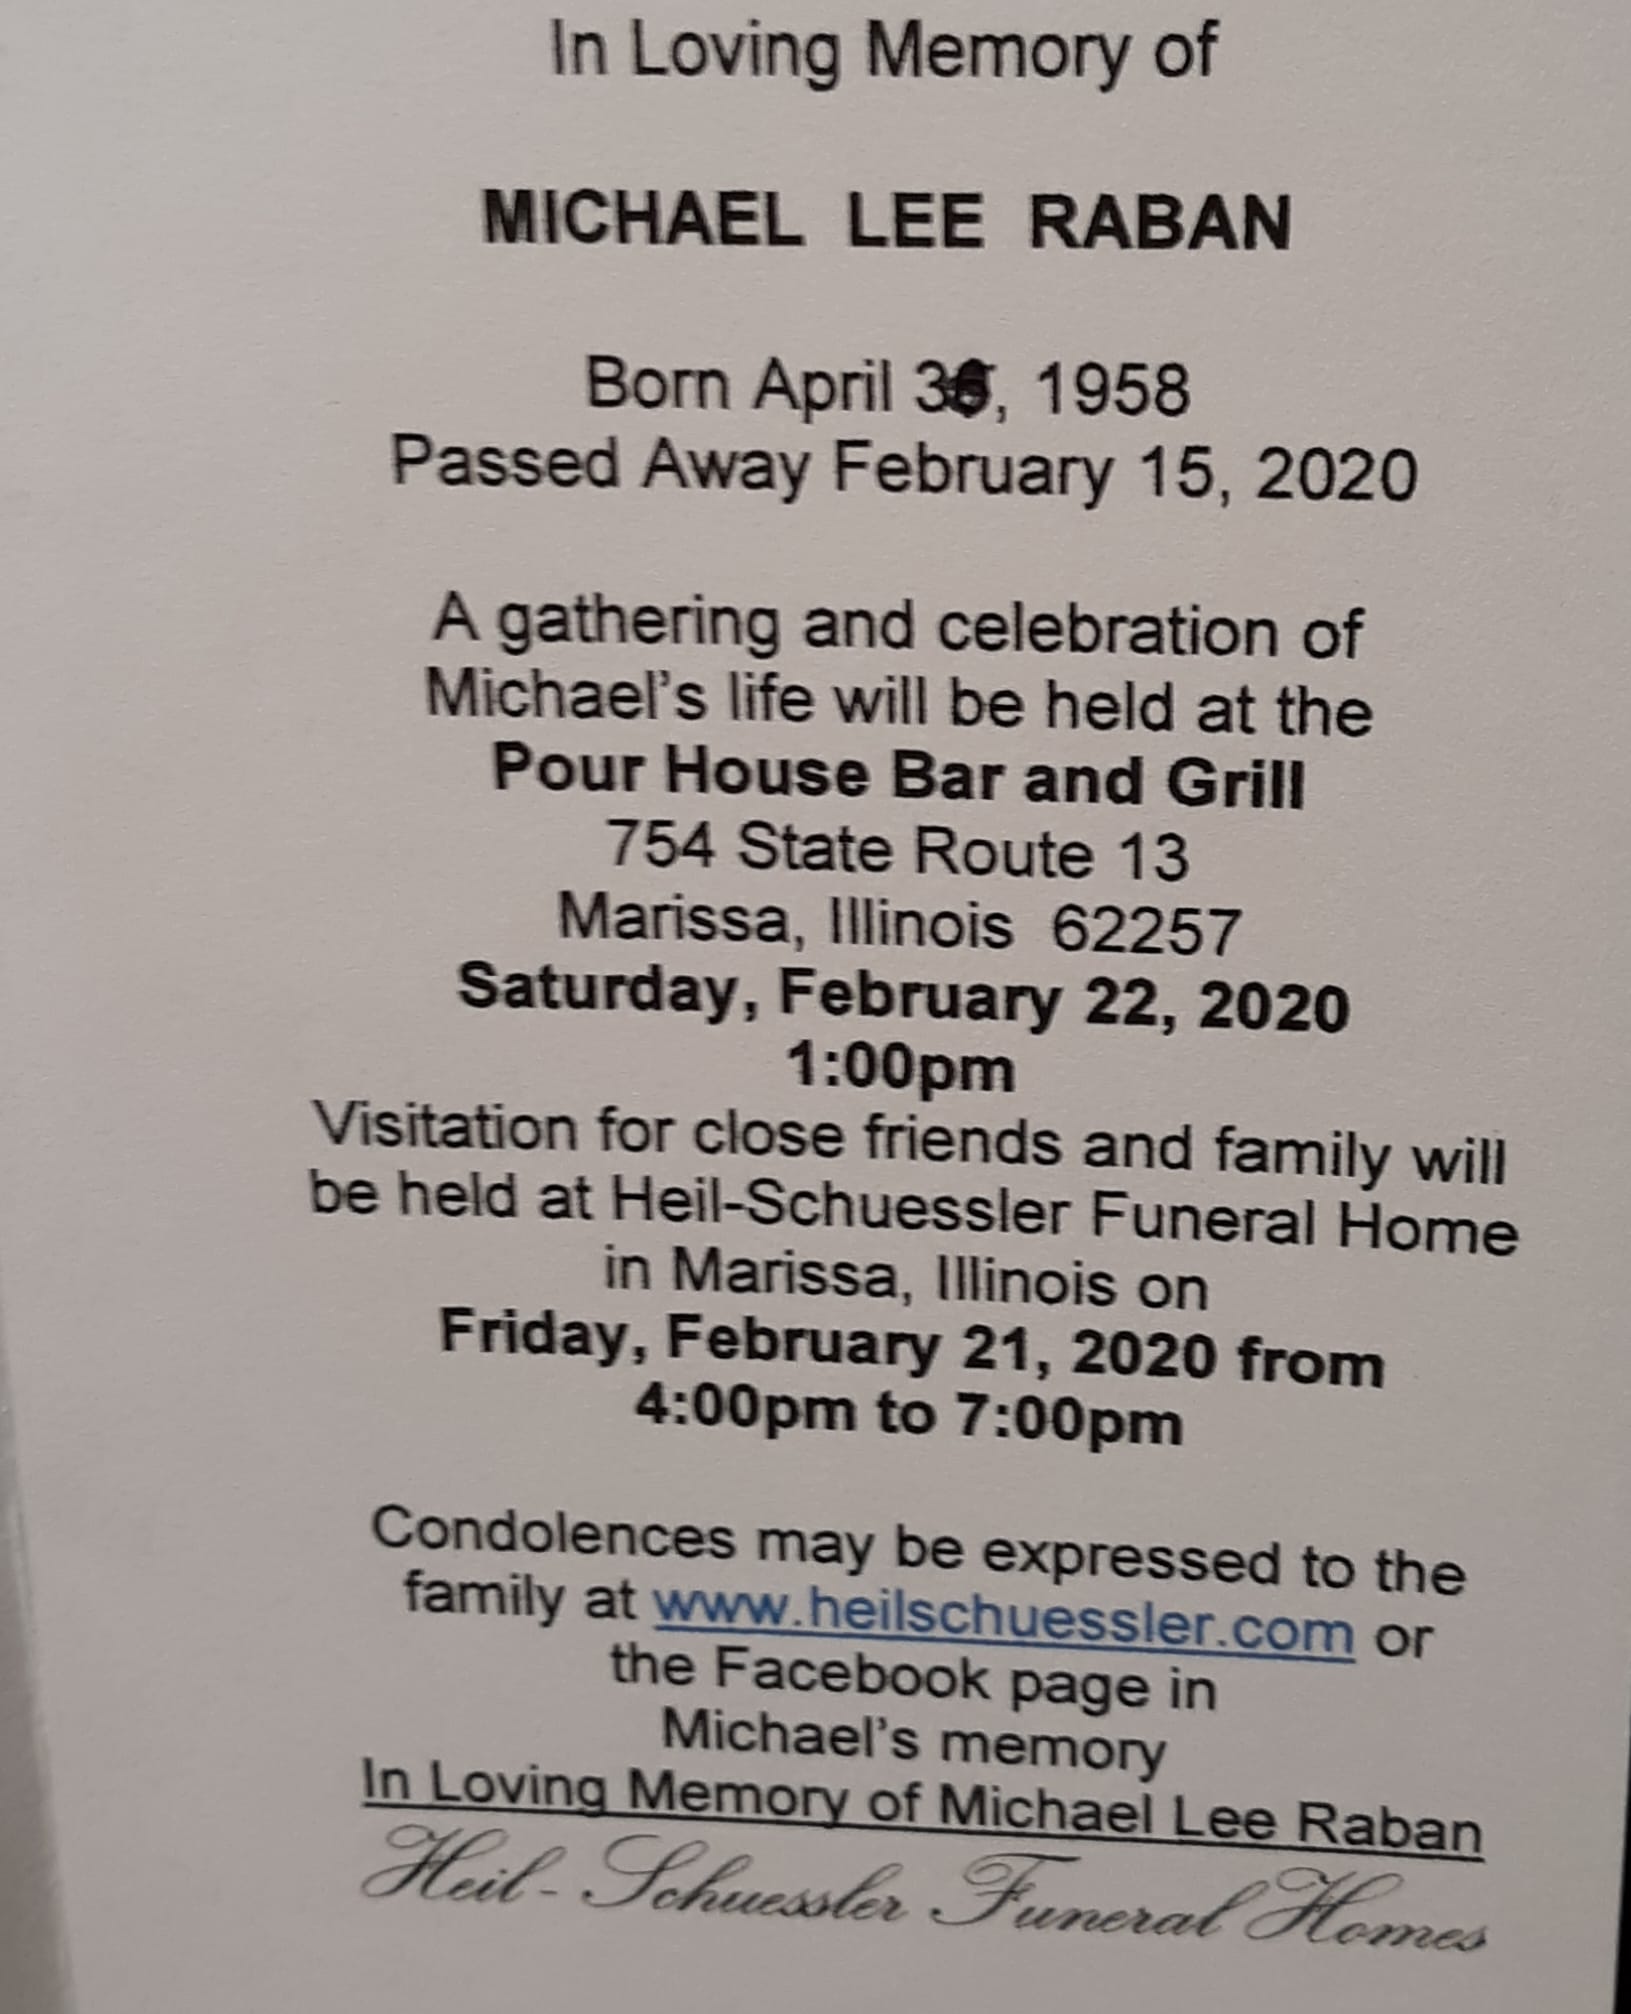 In Loving Memory of
MICHAEL LEE RABAN
Born April , 1958
Passed Away February 15, 2020
A gathering and celebration of
Michael's life will be held at the
Pour House Bar and Grill
754 State Route 13
Marissa, Illinois 62257
Saturday, February 22, 2020
1:00pm
Visitation for close friends and family will
be held at Heil-Schuessler Funeral Home
in Marissa, Illinois on
Friday, February 21, 2020 from
4:00pm to 7:00pm
Condolences may be expressed to the
family at www.heilschuessler.com or
the Facebook page in
Michael's memory
In Loving Memory of Michael Lee Raban
Heil-Schuessler Funeral Homes